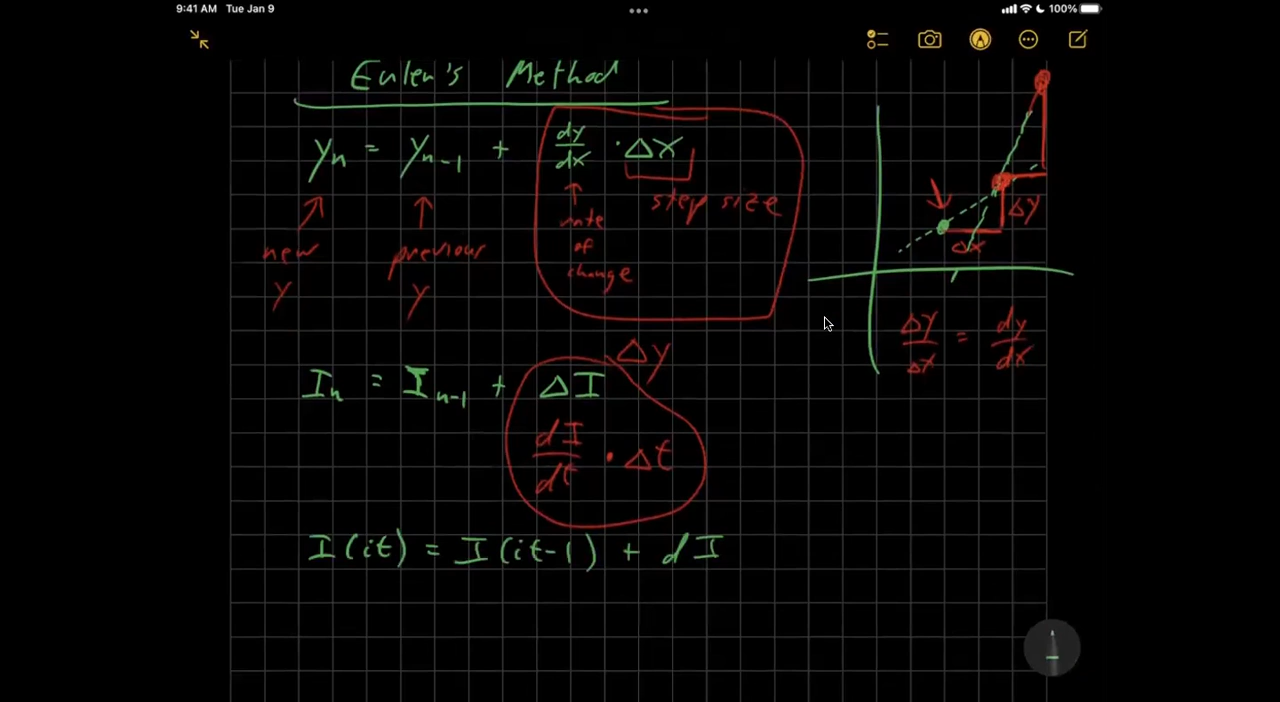 9:41 AM Tue Jan 9
100%
Euler's Method
yₙ = yₙ₋₁ + dy/dx · Δx
step size
rate of change
new y
previous y
Δy
Δx
Δy/Δx = dy/dx
Δy
Iₙ = Iₙ₋₁ + ΔI
dI/dt · Δt
I(it) = I(it-1) + dI